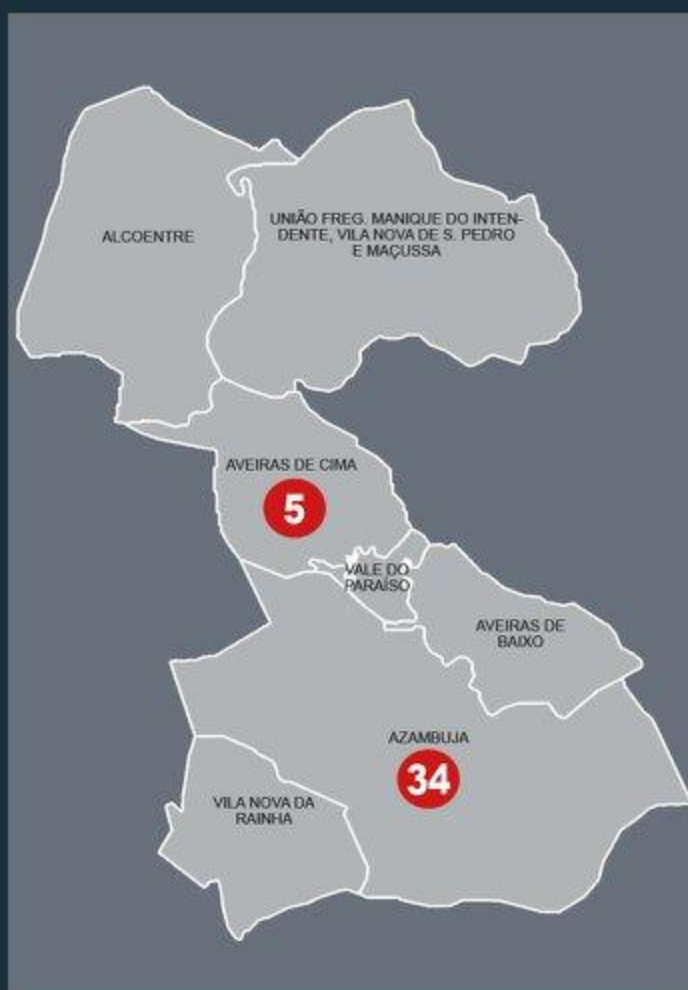 ALCOENTRE
UNIÃO FREG. MANIQUE DO INTEN-
DENTE, VILA NOVA DE S. PEDRO
E MAÇUSSA
AVEIRAS DE CIMA
5
VALE DO
PARAÍSO
AVEIRAS DE
BAIXO
AZAMBUJA
34
VILA NOVA DA
RAINHA